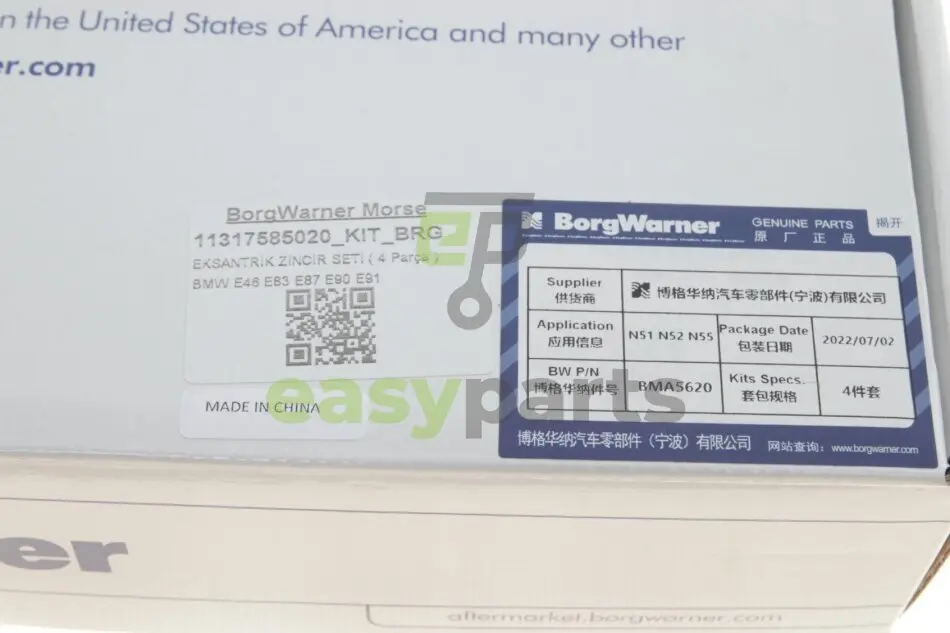 n the United States of America and many other
er.com
BorgWarner Morse
11317585020_KIT_BRG
EKSANTRİK ZİNCİR SETİ ( 4 Parça )
BMW E46 E83 E87 E90 E91
MADE IN CHINA
BorgWarner
GENUINE PARTS
原 厂 正 品
揭开
Supplier
供货商
博格华纳汽车零部件(宁波)有限公司
Application
应用信息
N51 N52 N55
Package Date
包装日期
2022/07/02
BW P/N
博格华纳件号
BMA5620
Kits Specs.
套包规格
4件套
博格华纳汽车零部件（宁波）有限公司
网站查询：www.borgwarner.com
eP
easyparts
er
aftermarket.borgwarner.com